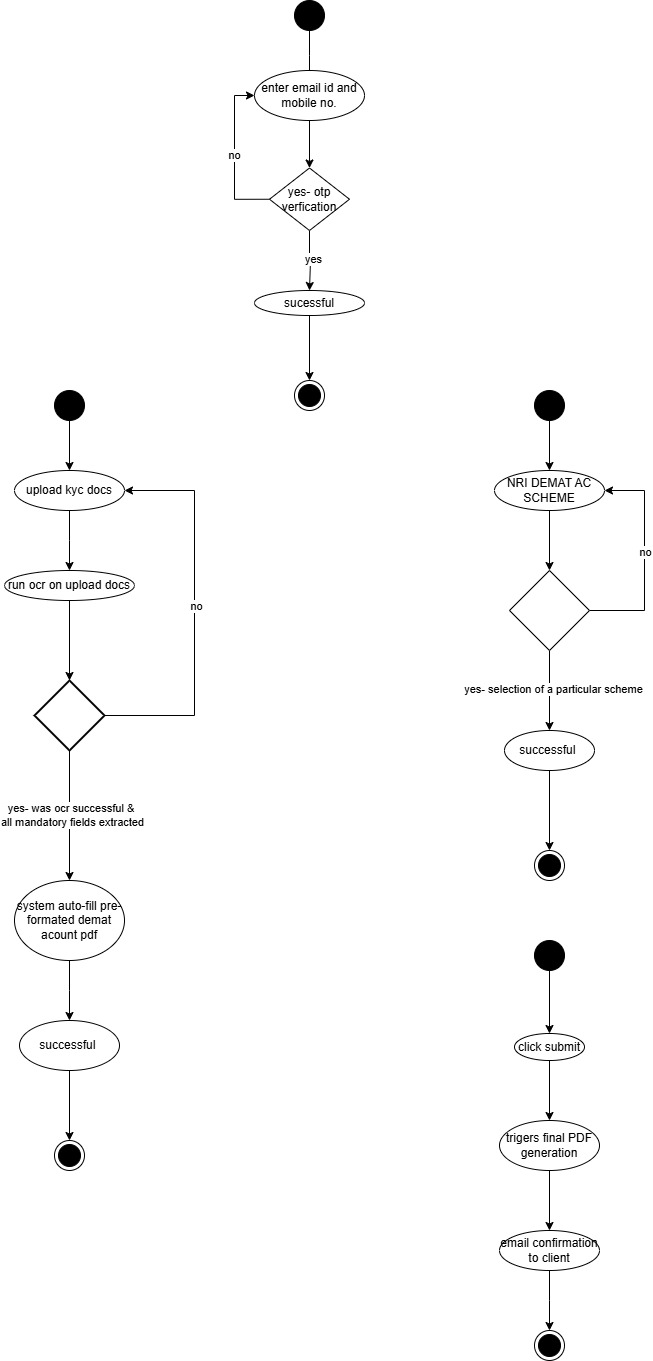 enter email id and
mobile no.
no
yes- otp
verfication
yes
sucessful
upload kyc docs
run ocr on upload docs
no
yes- was ocr successful &
all mandatory fields extracted
system auto-fill pre-
formated demat
acount pdf
successful
NRI DEMAT AC
SCHEME
no
yes- selection of a particular scheme
successful
click submit
trigers final PDF
generation
email confirmation
to client